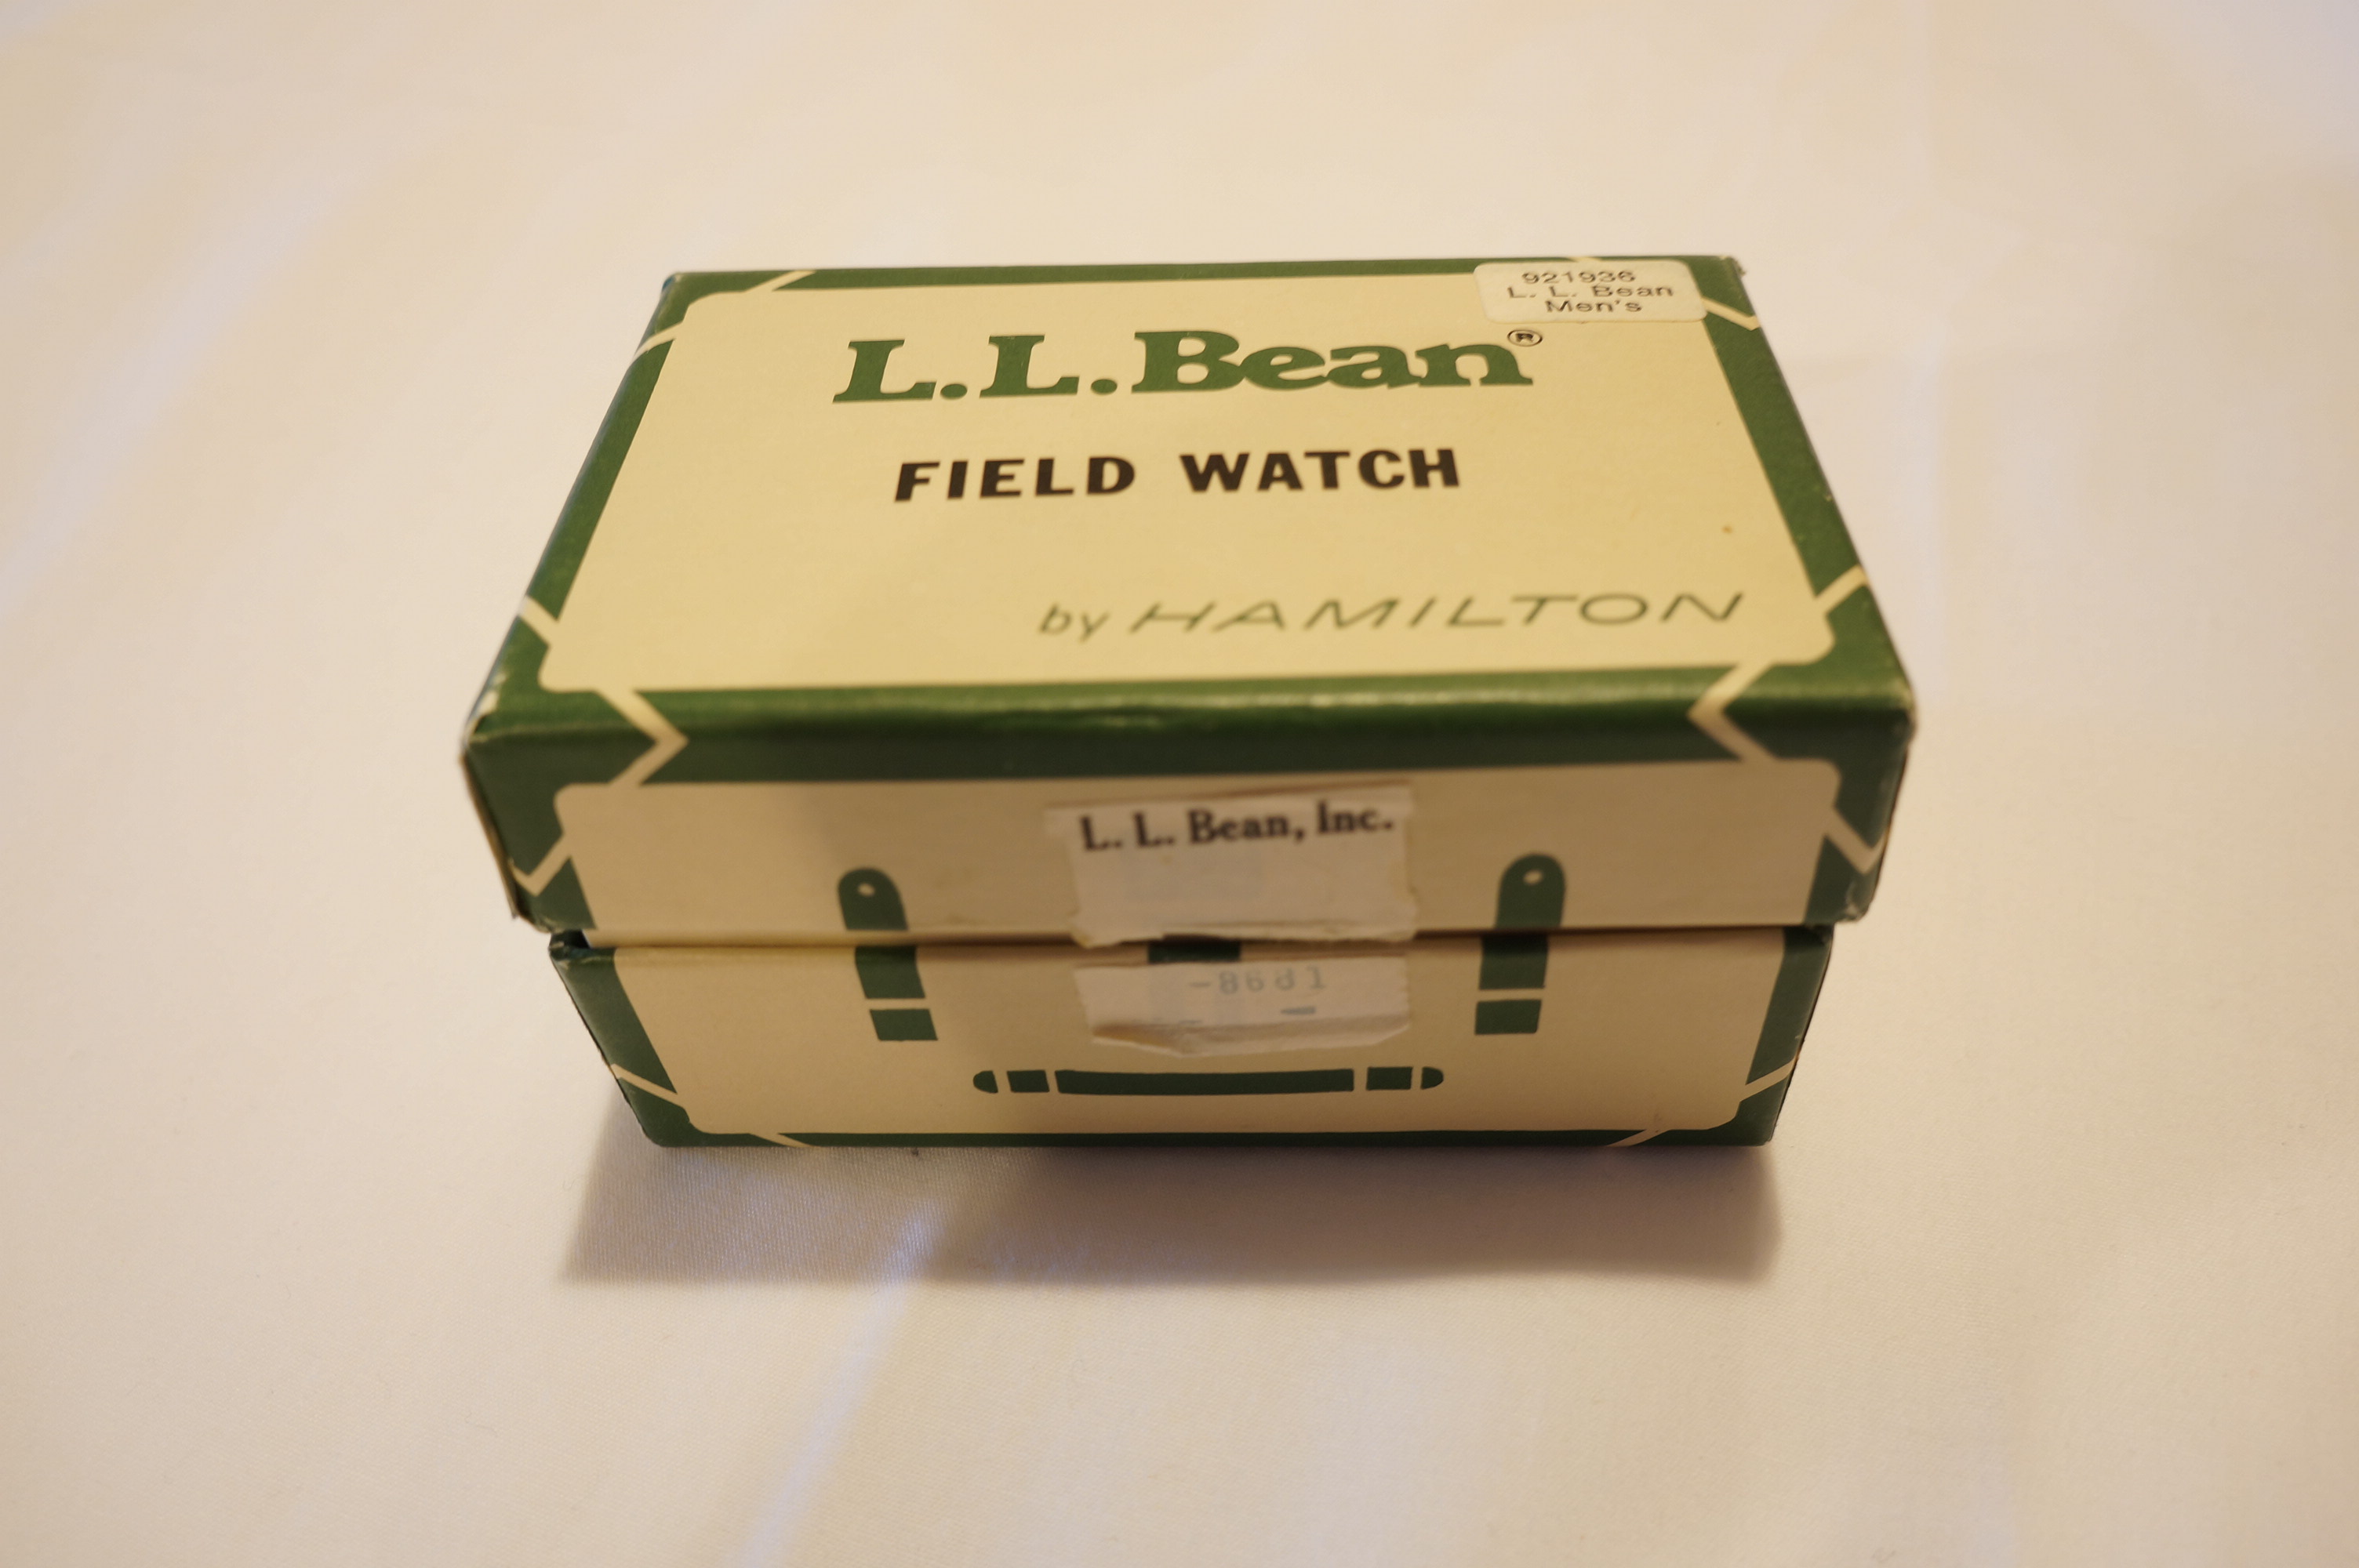 921936
L. L. Bean
Men's
L.L.Bean®
FIELD WATCH
by HAMILTON
L. L. Bean, Inc.